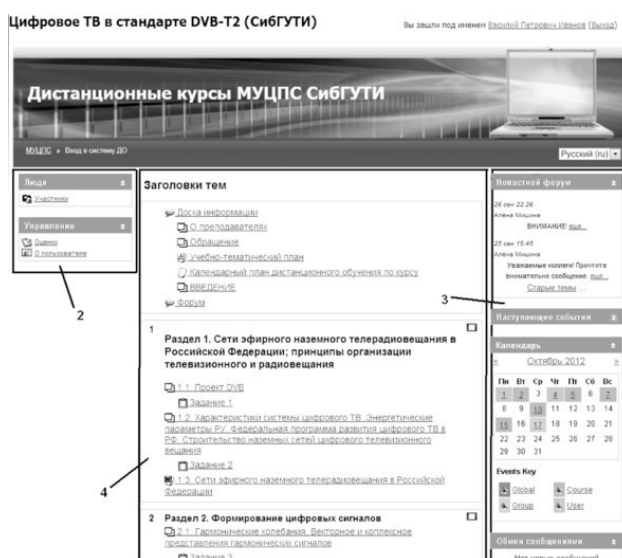 Цифровое ТВ в стандарте DVB-T2 (СибГУТИ)
Вы зашли под именем Василий Петрович Иванов (Выход)
Дистанционные курсы МУЦПС СибГУТИ
МУЦПС » Вход в систему ДО
Русский (ru)
Люди
Участники
Управление
Оценки
О пользователе
2
Заголовки тем
Доска информации
О преподавателях
Обращение
Учебно-тематический план
Календарный план дистанционного обучения по курсу
ВВЕДЕНИЕ
Форум
1
Раздел 1. Сети эфирного наземного телерадиовещания в
Российской Федерации; принципы организации
телевизионного и радиовещания
1.1. Проект DVB
Задание 1
1.2. Характеристики системы цифрового ТВ. Энергетические
параметры РУ. Федеральная программа развития цифрового ТВ в
РФ. Строительство наземных сетей цифрового телевизионного
вещания
Задание 2
1.3. Сети эфирного наземного телерадиовещания в Российской
Федерации
4
2 Раздел 2. Формирование цифровых сигналов
2.1. Гармонические колебания. Векторное и комплексное
представления гармонических сигналов
Задание 3
3
Новостной форум
26 сен 22:26
Алёна Мишина
ВНИМАНИЕ! еще...
25 сен 15:45
Алёна Мишина
Уважаемые коллеги! Прочтите
внимательно сообщение. еще...
Старые темы ...
Наступающие события
Календарь
« Октябрь 2012 »
Пн Вт Ср Чт Пт Сб Вс
1 2 3 4 5 6 7
8 9 10 11 12 13 14
15 16 17 18 19 20 21
22 23 24 25 26 27 28
29 30 31
Events Key
Global Course
Group User
Обмен сообщениями
Нет новых сообщений